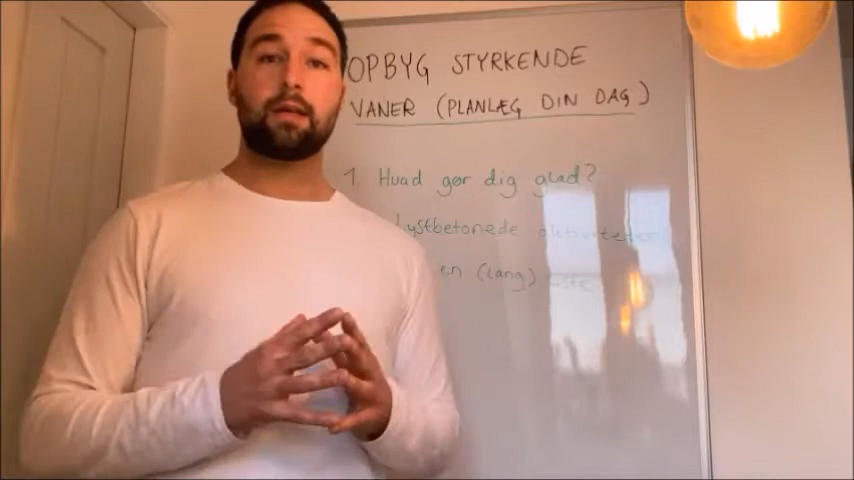 OPBYG STYRKENDE
VANER (PLANLÆG DIN DAG)
1 Hvad gør dig glad?
Lystbetonede aktiviteter
en (lang) liste